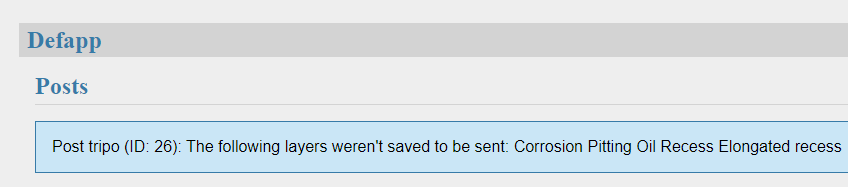 Defapp
Posts
Post tripo (ID: 26): The following layers weren't saved to be sent: Corrosion Pitting Oil Recess Elongated recess